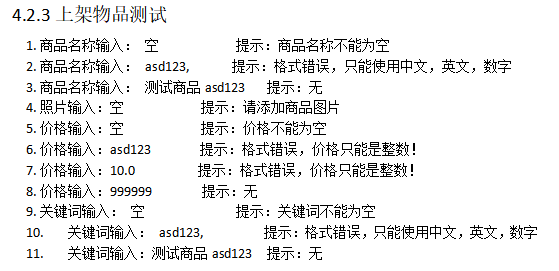 4.2.3 上架物品测试
1. 商品名称输入： 空 提示：商品名称不能为空
2. 商品名称输入： asd123, 提示：格式错误，只能使用中文，英文，数字
3. 商品名称输入： 测试商品 asd123 提示：无
4. 照片输入：空 提示：请添加商品图片
5. 价格输入：空 提示：价格不能为空
6. 价格输入：asd123 提示：格式错误，价格只能是整数！
7. 价格输入：10.0 提示：格式错误，价格只能是整数！
8. 价格输入：999999 提示：无
9. 关键词输入： 空 提示：关键词不能为空
10. 关键词输入： asd123, 提示：格式错误，只能使用中文，英文，数字
11. 关键词输入：测试商品 asd123 提示：无